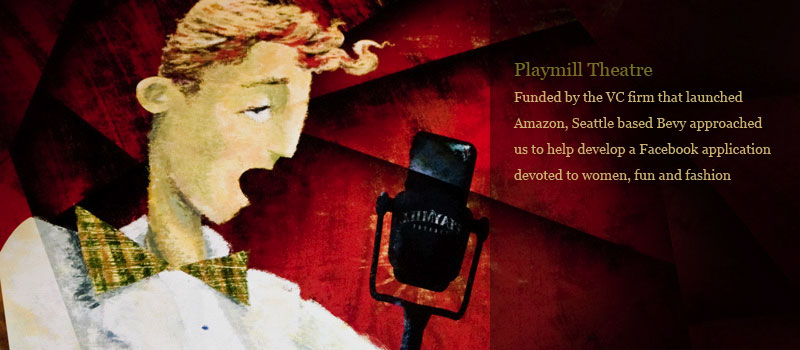 Playmill Theatre
Funded by the VC firm that launched
Amazon, Seattle based Bevy approached
us to help develop a Facebook application
devoted to women, fun and fashion